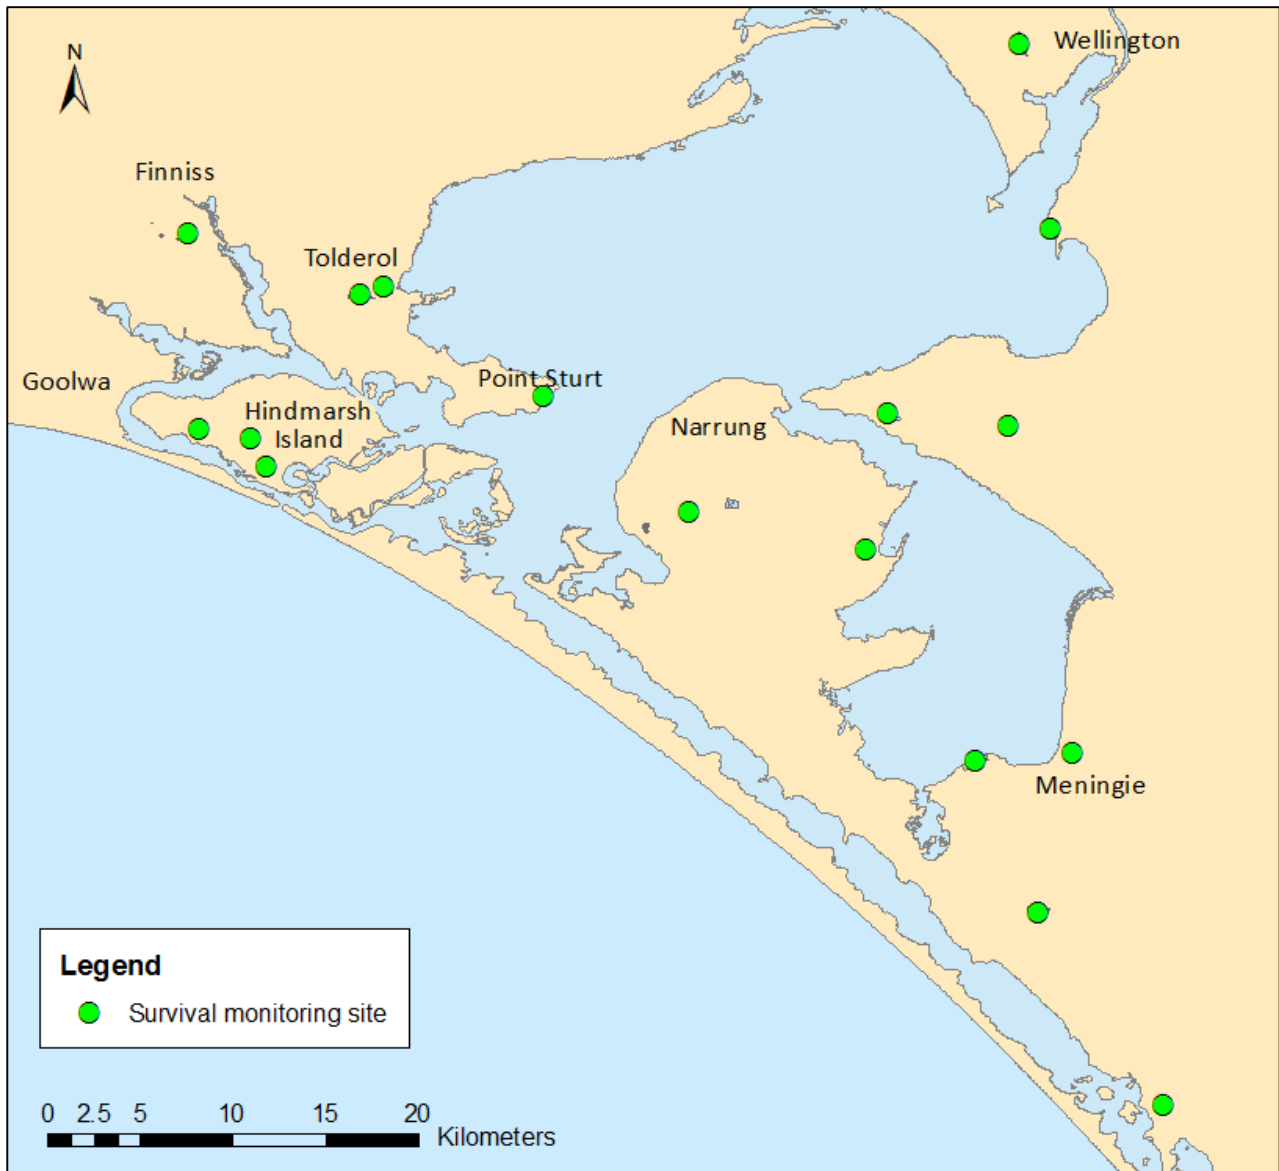 N
Wellington
Finniss
Tolderol
Goolwa
Point Sturt
Hindmarsh
Island
Narrung
Meningie
Legend
Survival monitoring site
0 2.5 5 10 15 20
Kilometers